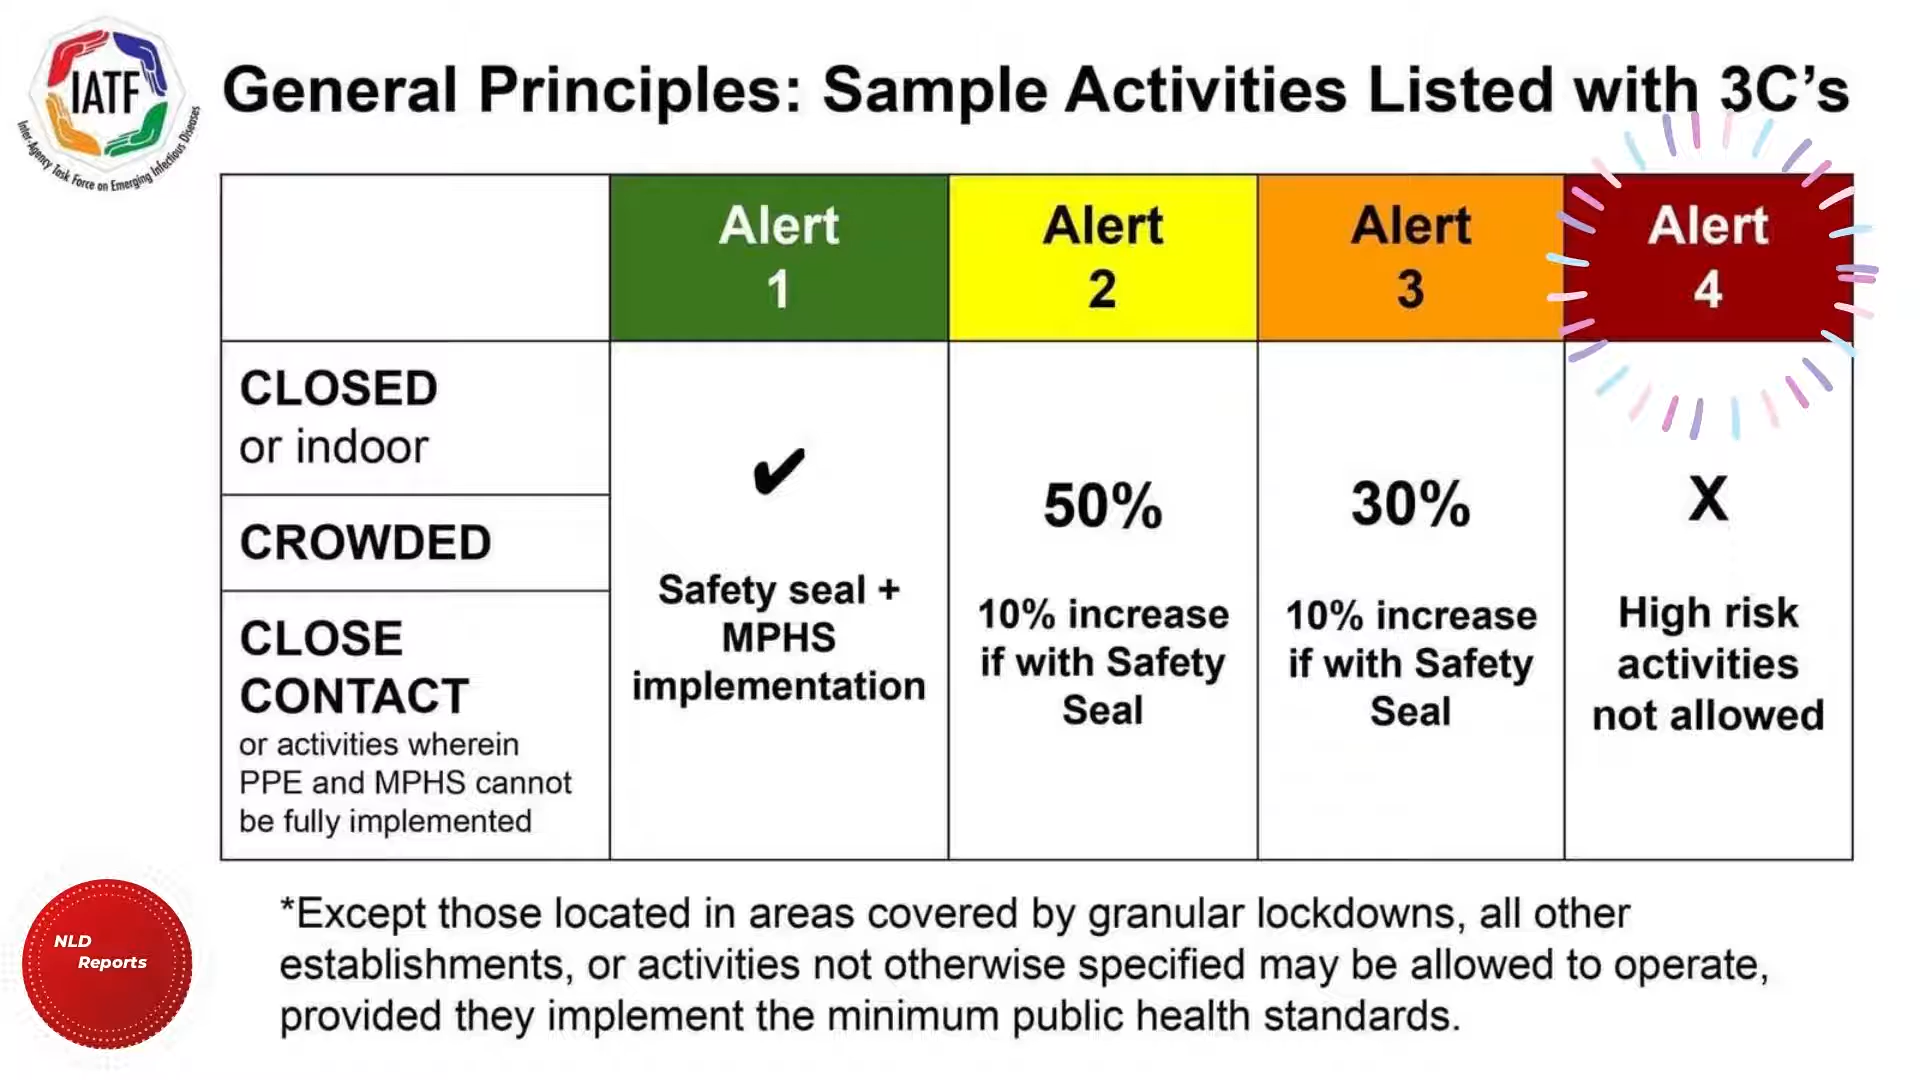 IATF
Inter-Agency Task Force on Emerging Infectious Diseases
General Principles: Sample Activities Listed with 3C's
Alert
1
Alert
2
Alert
3
Alert
4
CLOSED
or indoor
CROWDED
CLOSE
CONTACT
or activities wherein
PPE and MPHS cannot
be fully implemented
✔
Safety seal +
MPHS
implementation
50%
10% increase
if with Safety
Seal
30%
10% increase
if with Safety
Seal
X
High risk
activities
not allowed
*Except those located in areas covered by granular lockdowns, all other
establishments, or activities not otherwise specified may be allowed to operate,
provided they implement the minimum public health standards.
NLD
Reports